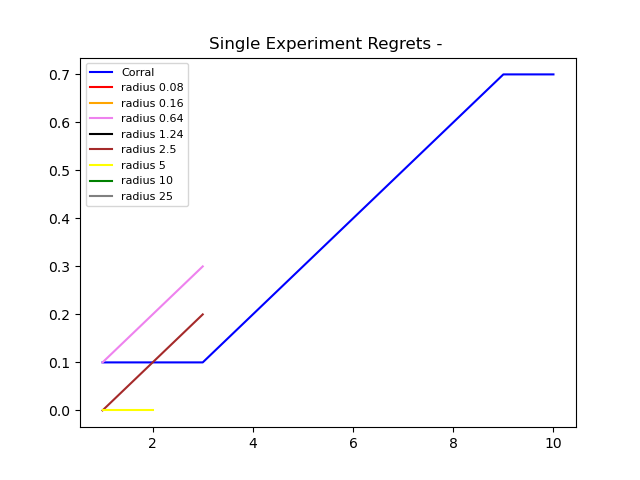 Single Experiment Regrets -
Corral
radius 0.08
radius 0.16
radius 0.64
radius 1.24
radius 2.5
radius 5
radius 10
radius 25
0.7
0.6
0.5
0.4
0.3
0.2
0.1
0.0
2 4 6 8 10